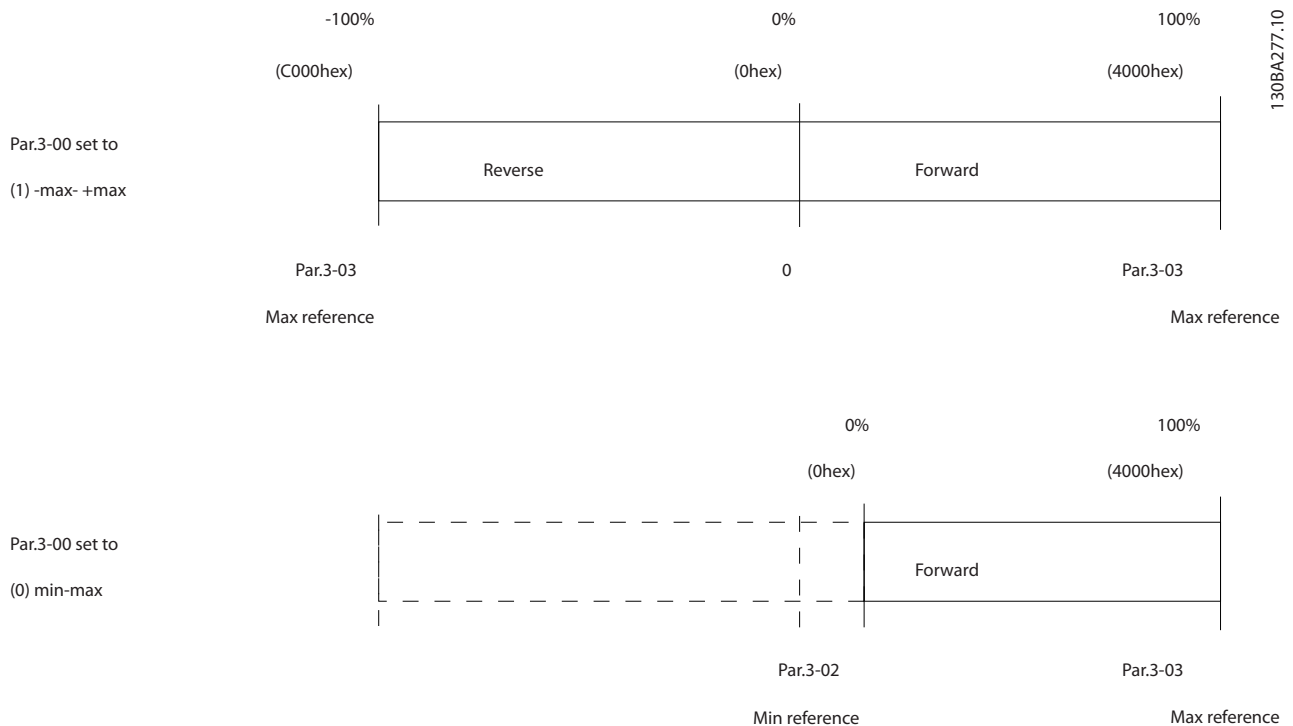 -100% 0% 100%
(C000hex) (0hex) (4000hex)
130BA277.10
Par.3-00 set to
(1) -max- +max
Reverse Forward
Par.3-03 0 Par.3-03
Max reference Max reference
0% 100%
(0hex) (4000hex)
Par.3-00 set to
(0) min-max
Forward
Par.3-02 Par.3-03
Min reference Max reference